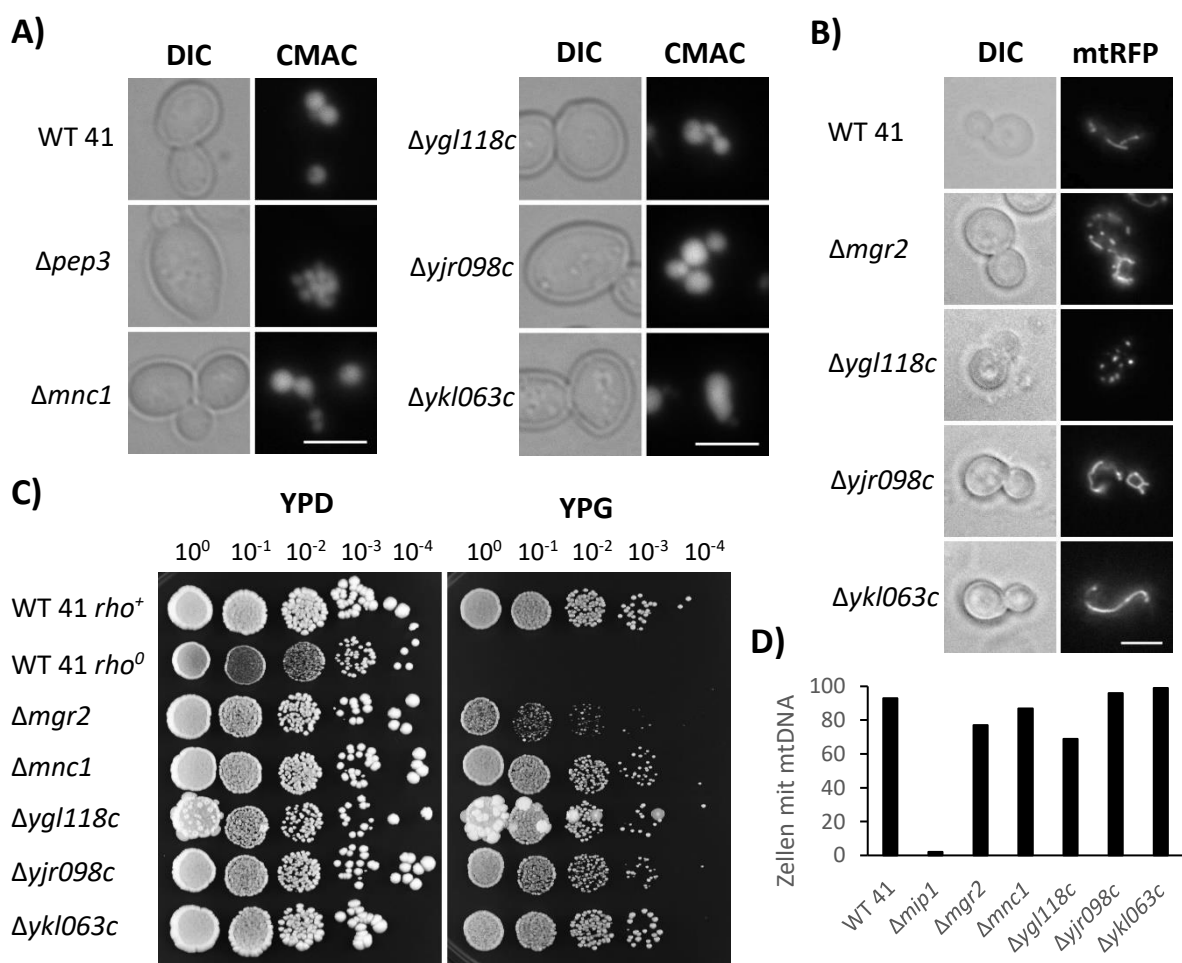 A)
DIC CMAC
WT 41
Δpep3
Δmnc1
DIC CMAC
Δygl118c
Δyjr098c
Δykl063c
B)
DIC mtRFP
WT 41
Δmgr2
Δygl118c
Δyjr098c
Δykl063c
C)
YPD YPG
10⁰ 10⁻¹ 10⁻² 10⁻³ 10⁻⁴ 10⁰ 10⁻¹ 10⁻² 10⁻³ 10⁻⁴
WT 41 rho⁺
WT 41 rho⁰
Δmgr2
Δmnc1
Δygl118c
Δyjr098c
Δykl063c
D)
Zellen mit mtDNA
100
80
60
40
20
0
WT 41
Δmip1
Δmgr2
Δmnc1
Δygl118c
Δyjr098c
Δykl063c